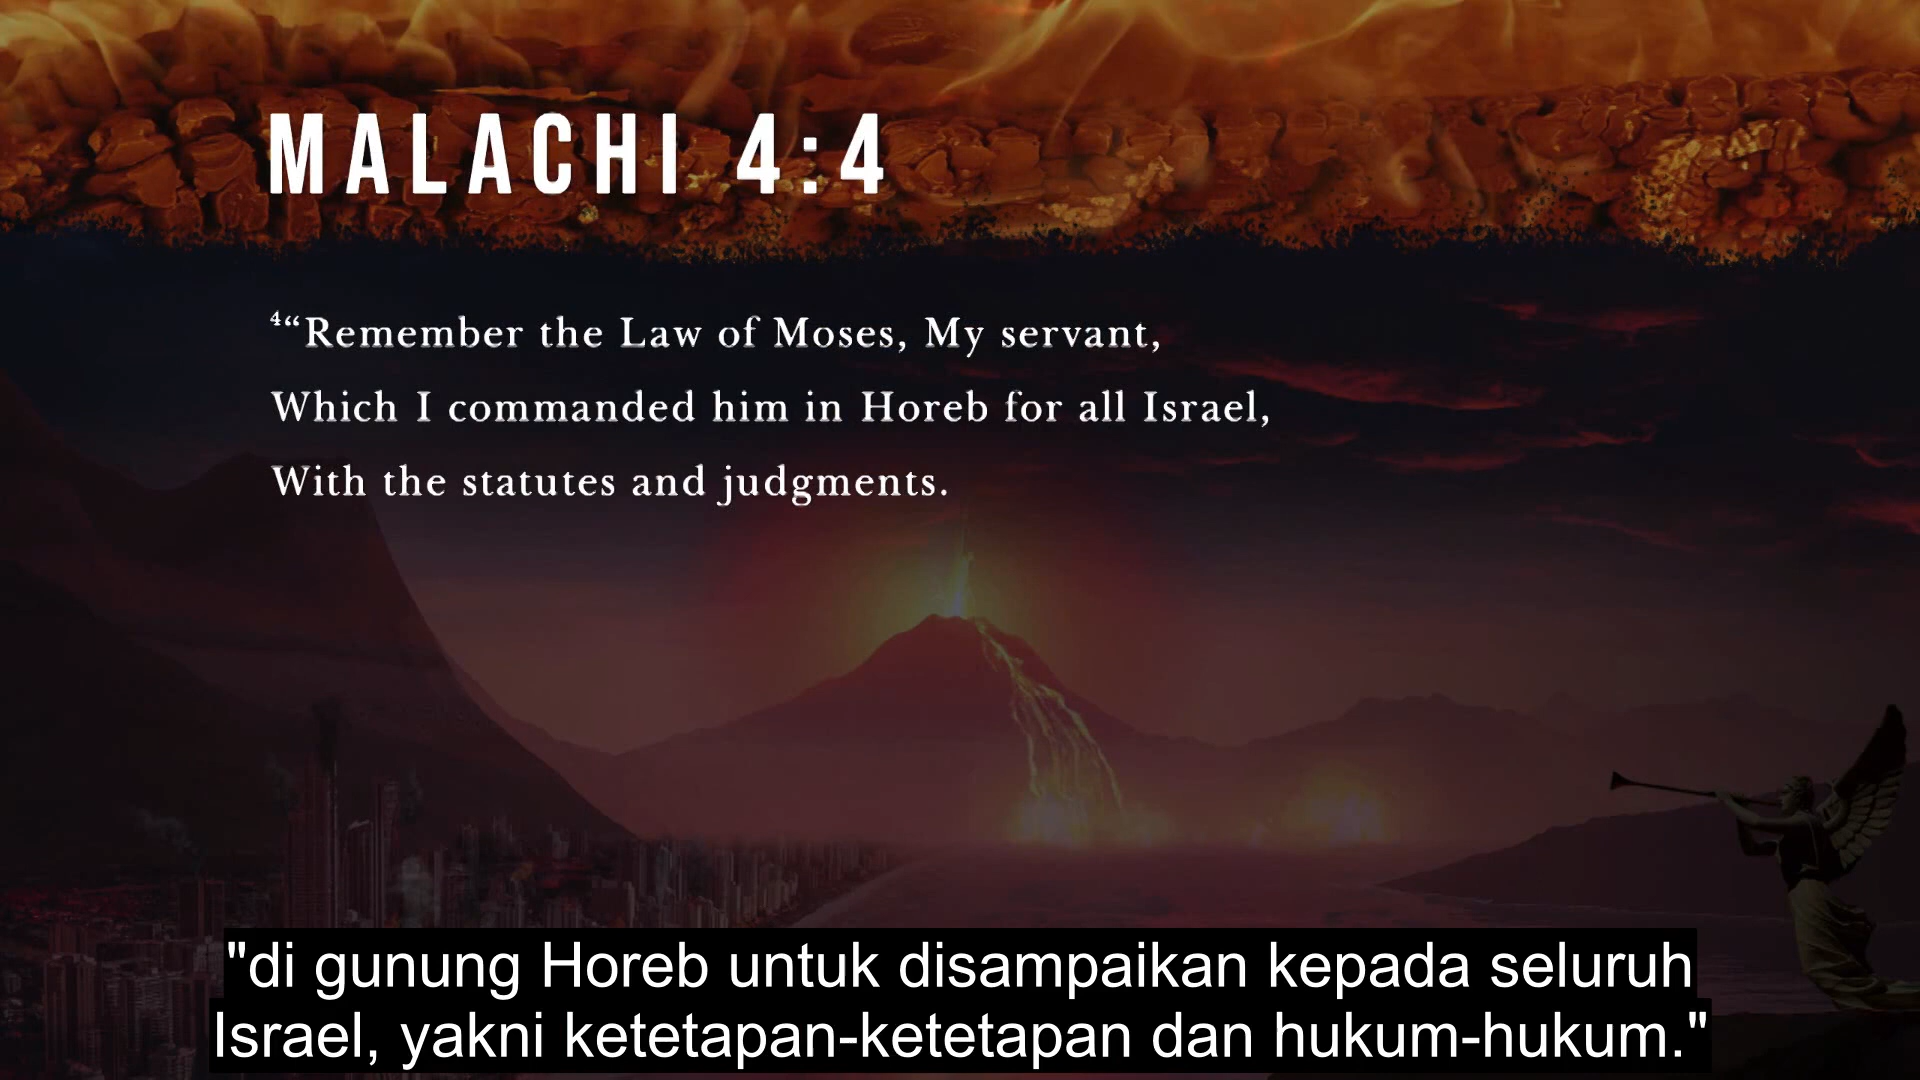 MALACHI 4:4
⁴“Remember the Law of Moses, My servant,
Which I commanded him in Horeb for all Israel,
With the statutes and judgments.
"di gunung Horeb untuk disampaikan kepada seluruh
Israel, yakni ketetapan-ketetapan dan hukum-hukum."